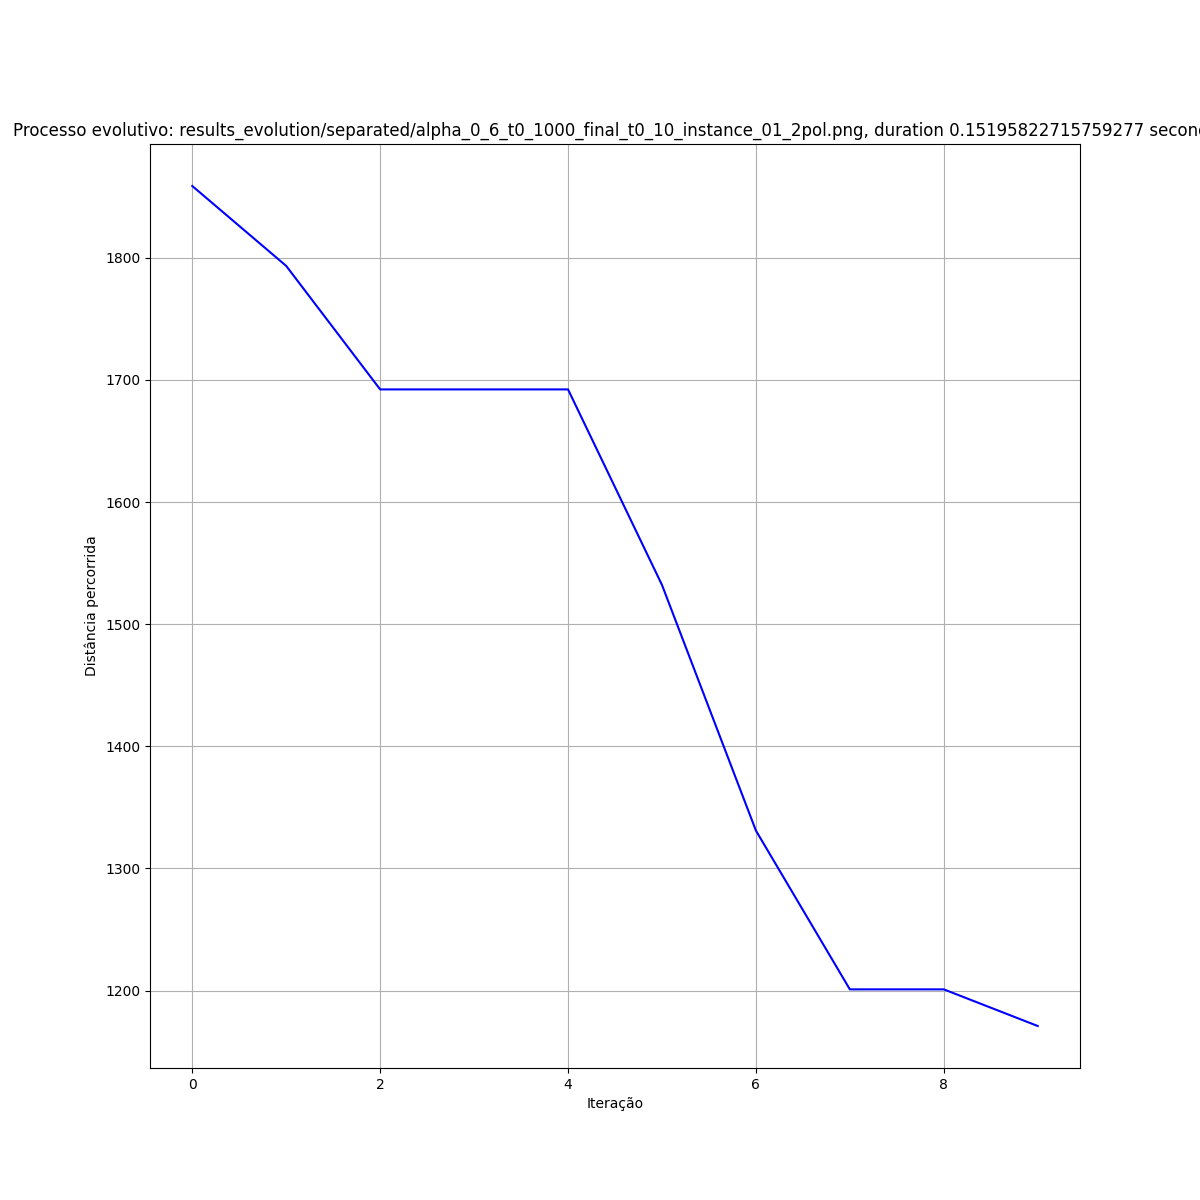 Processo evolutivo: results_evolution/separated/alpha_0_6_t0_1000_final_t0_10_instance_01_2pol.png, duration 0.15195822715759277
1800
1700
1600
1500
1400
1300
1200
Distância percorrida
0 2 4 6 8
Iteração